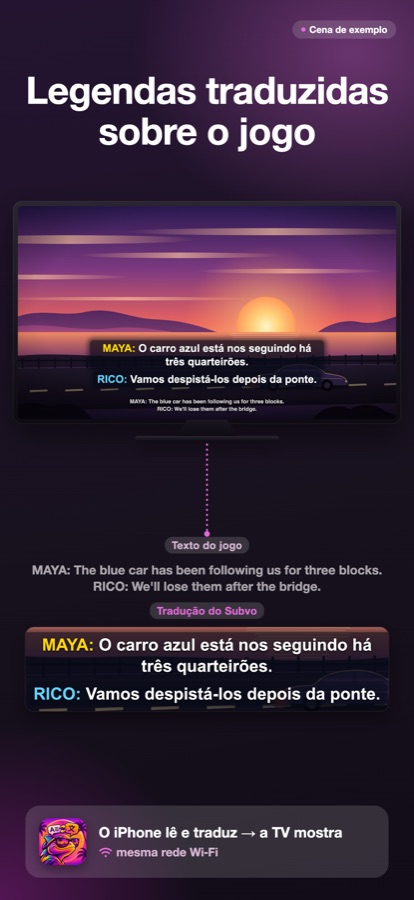 Cena de exemplo
Legendas traduzidas
sobre o jogo
MAYA: O carro azul está nos seguindo há
três quarteirões.
RICO: Vamos despistá-los depois da ponte.
MAYA: The blue car has been following us for three blocks.
RICO: We'll lose them after the bridge.
Texto do jogo
MAYA: The blue car has been following us for three blocks.
RICO: We'll lose them after the bridge.
Tradução do Subvo
MAYA: O carro azul está nos seguindo há
três quarteirões.
RICO: Vamos despistá-los depois da ponte.
O iPhone lê e traduz → a TV mostra
mesma rede Wi-Fi